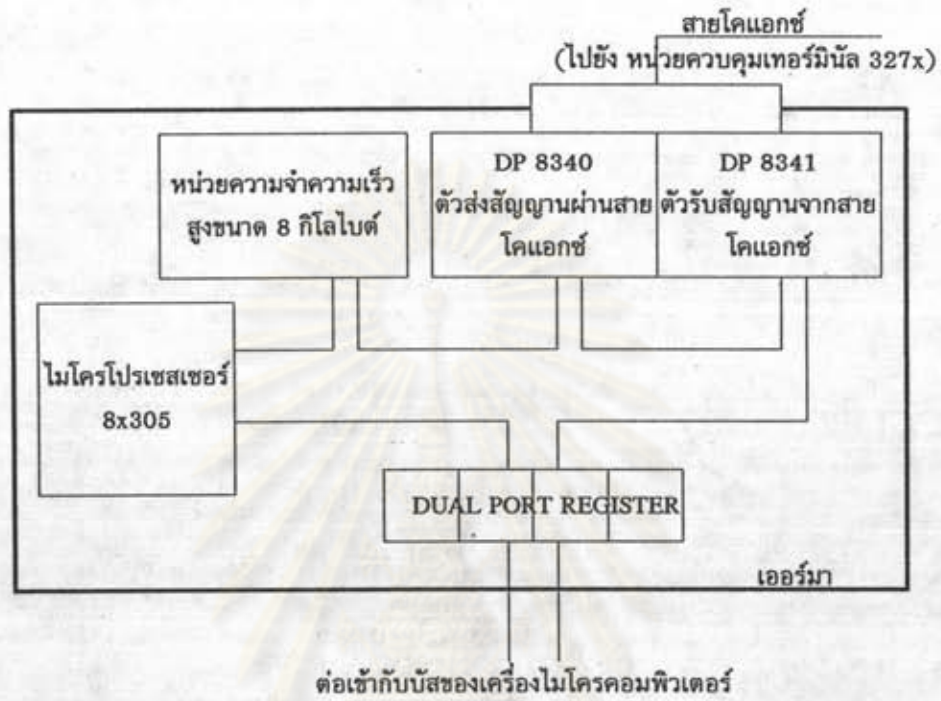 สายโคแอกซ์
(ไปยัง หน่วยควบคุมเทอร์มินัล 327x)
หน่วยความจำความเร็ว
สูงขนาด 8 กิโลไบต์
DP 8340
ตัวส่งสัญญานผ่านสาย
โคแอกซ์
DP 8341
ตัวรับสัญญานจากสาย
โคแอกซ์
ไมโครโปรเซสเซอร์
8x305
DUAL PORT REGISTER
เออร์มา
ต่อเข้ากับบัสของเครื่องไมโครคอมพิวเตอร์